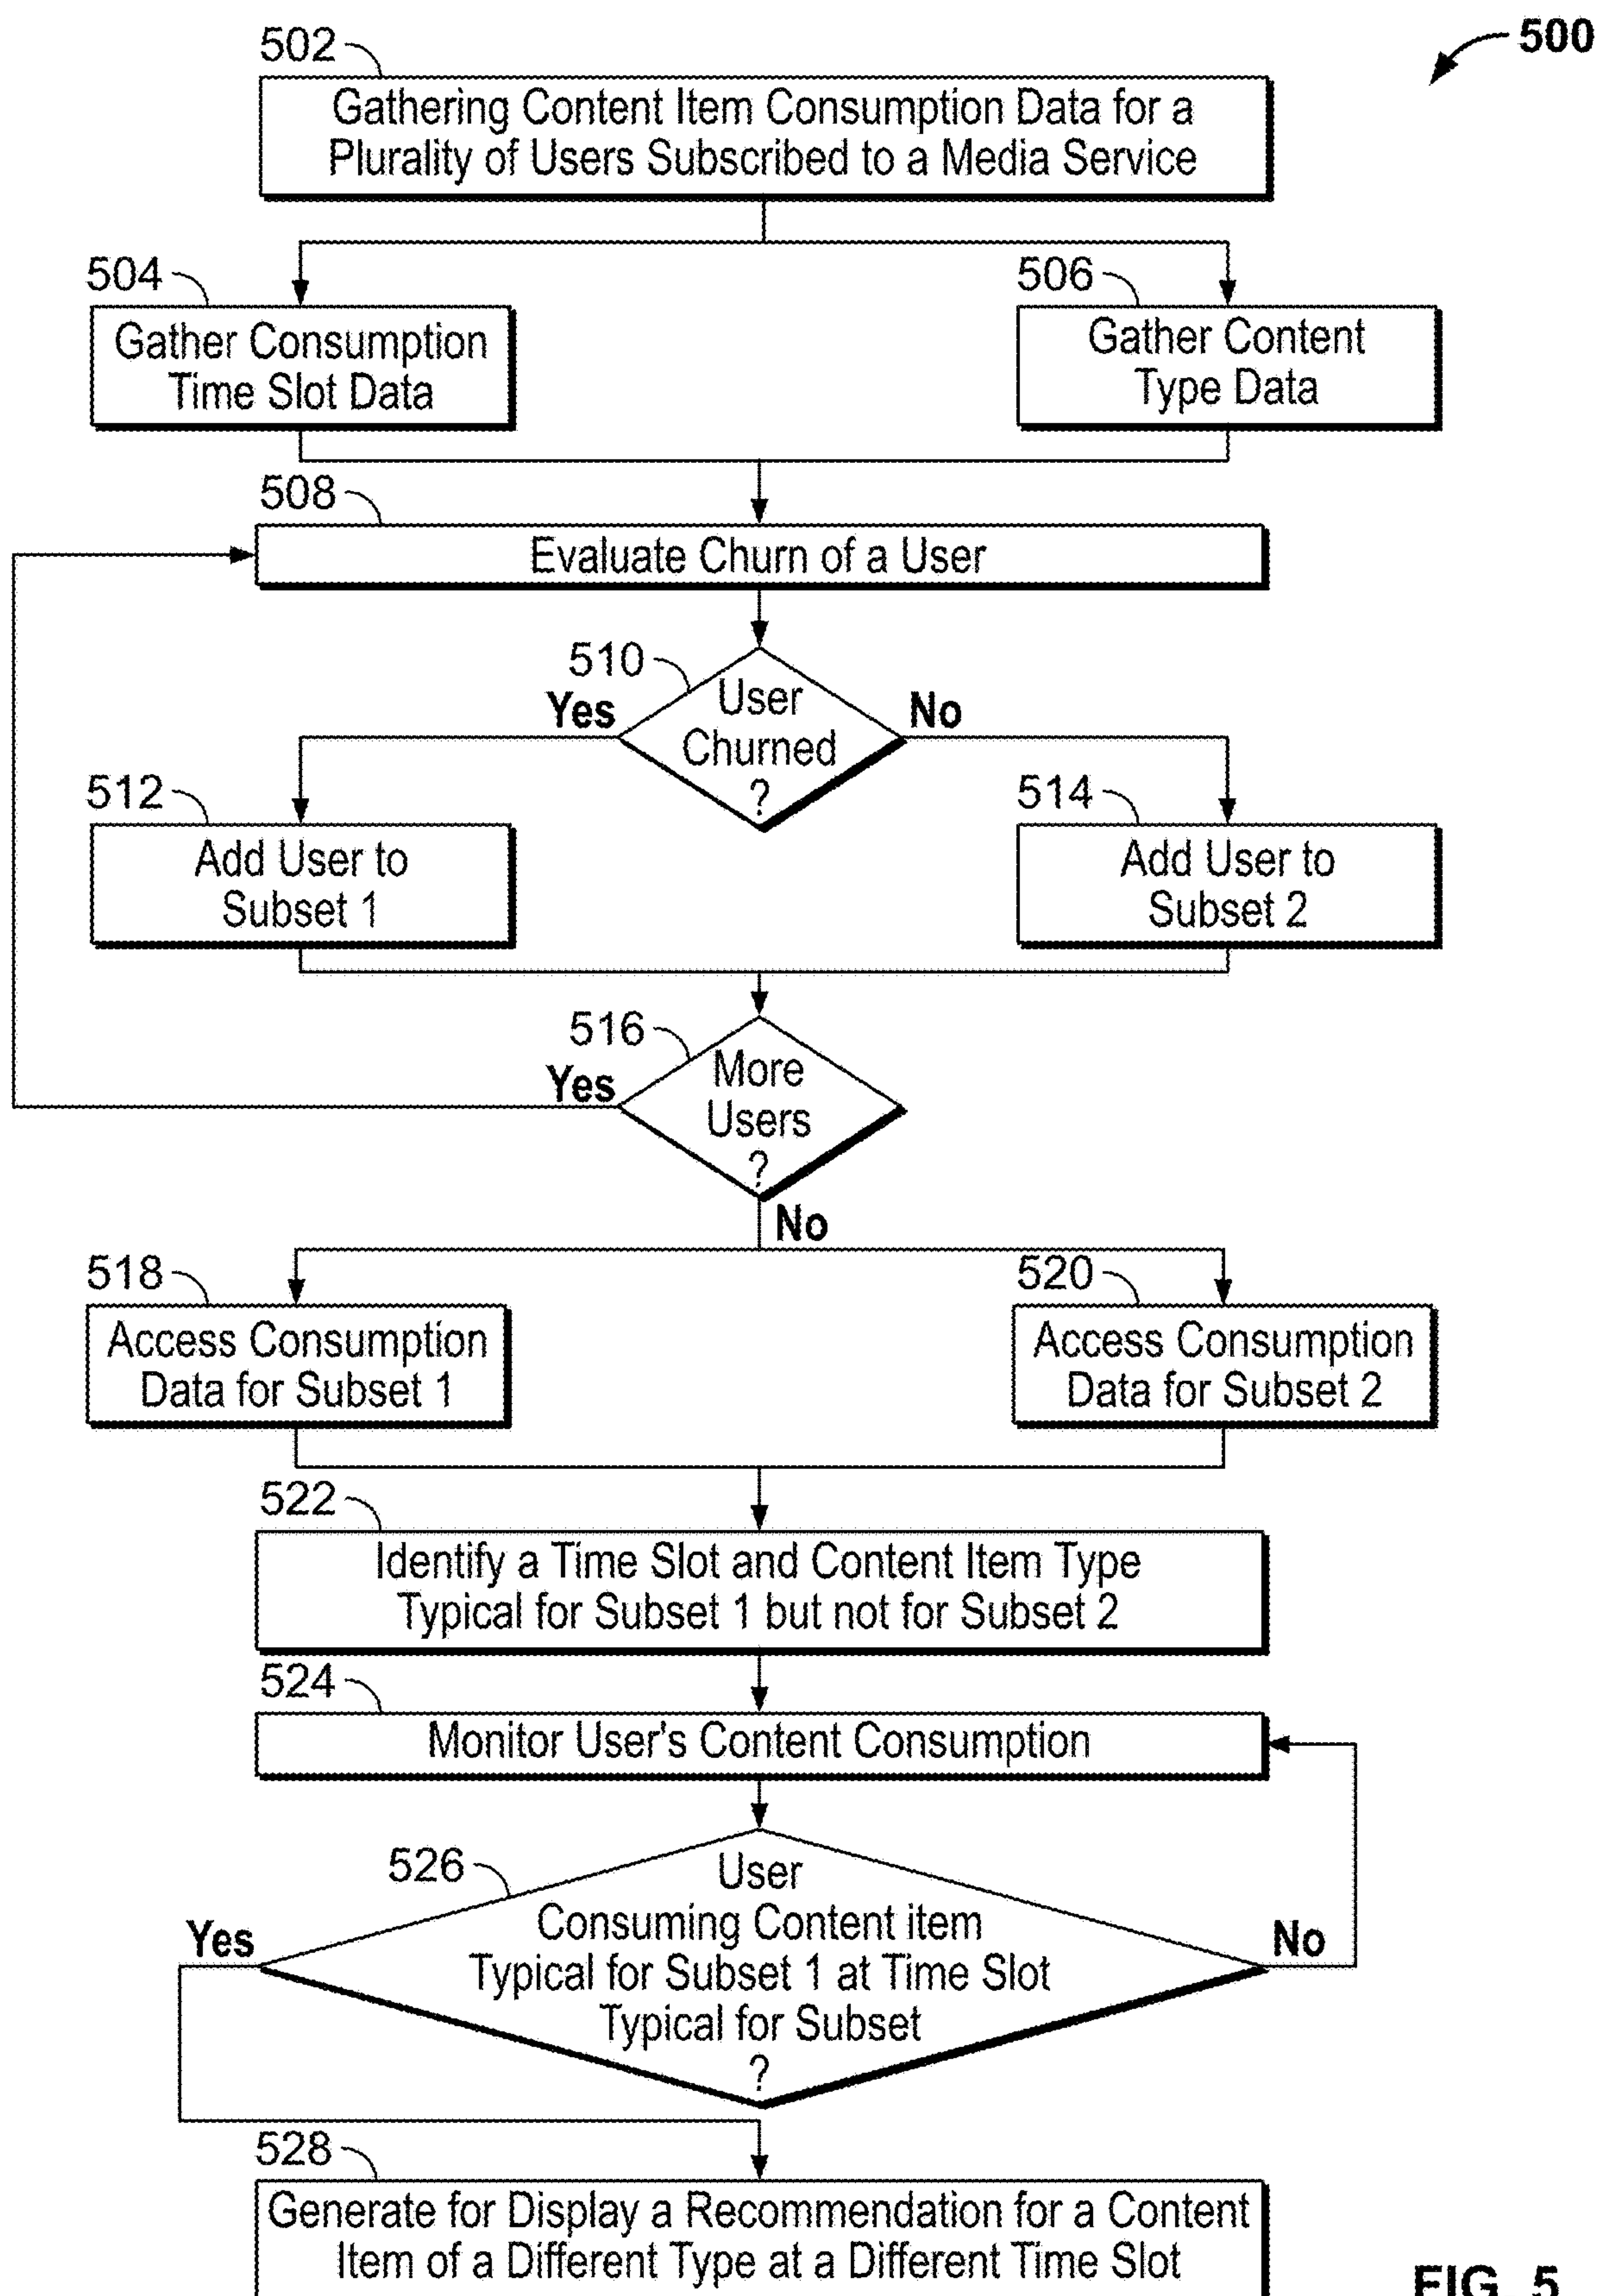 500
502
Gathering Content Item Consumption Data for a
Plurality of Users Subscribed to a Media Service
504
Gather Consumption
Time Slot Data
506
Gather Content
Type Data
508
Evaluate Churn of a User
510
User
Churned
?
Yes
No
512
Add User to
Subset 1
514
Add User to
Subset 2
516
More
Users
?
Yes
No
518
Access Consumption
Data for Subset 1
520
Access Consumption
Data for Subset 2
522
Identify a Time Slot and Content Item Type
Typical for Subset 1 but not for Subset 2
524
Monitor User's Content Consumption
526
User
Consuming Content item
Typical for Subset 1 at Time Slot
Typical for Subset
?
Yes
No
528
Generate for Display a Recommendation for a Content
Item of a Different Type at a Different Time Slot
FIG. 5